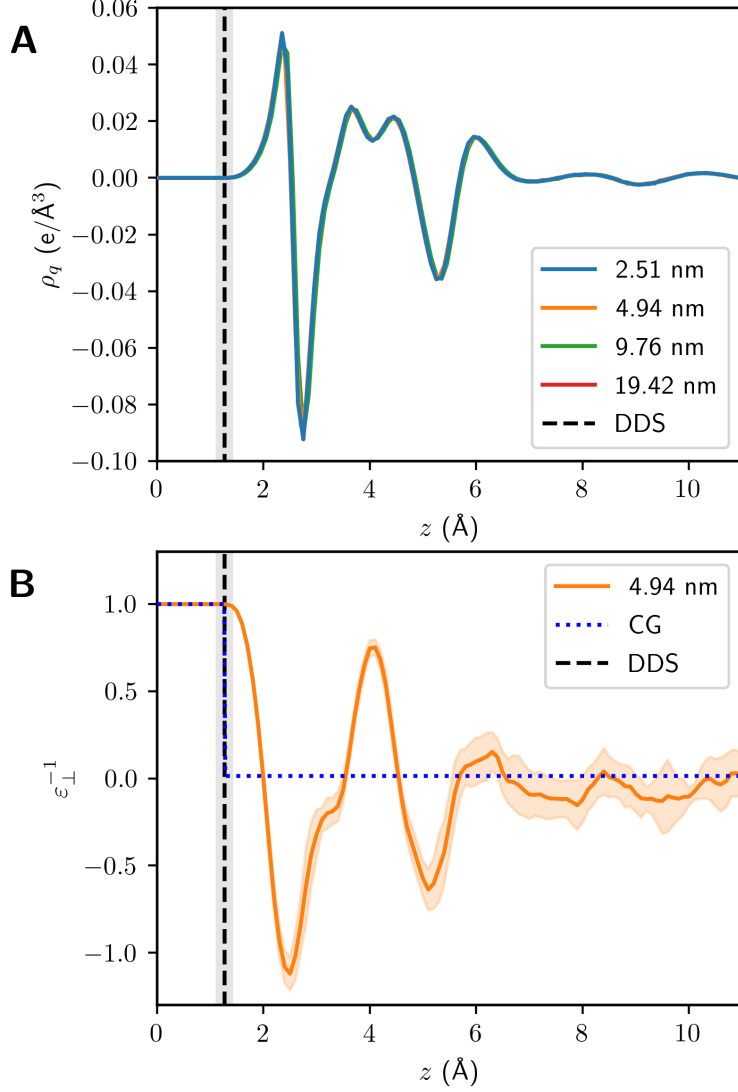 A
0.06
0.04
0.02
0.00
−0.02
−0.04
−0.06
−0.08
−0.10
ρq (e/Å³)
2.51 nm
4.94 nm
9.76 nm
19.42 nm
DDS
0 2 4 6 8 10
z (Å)
B
1.0
0.5
0.0
−0.5
−1.0
ε⊥⁻¹
4.94 nm
CG
DDS
0 2 4 6 8 10
z (Å)